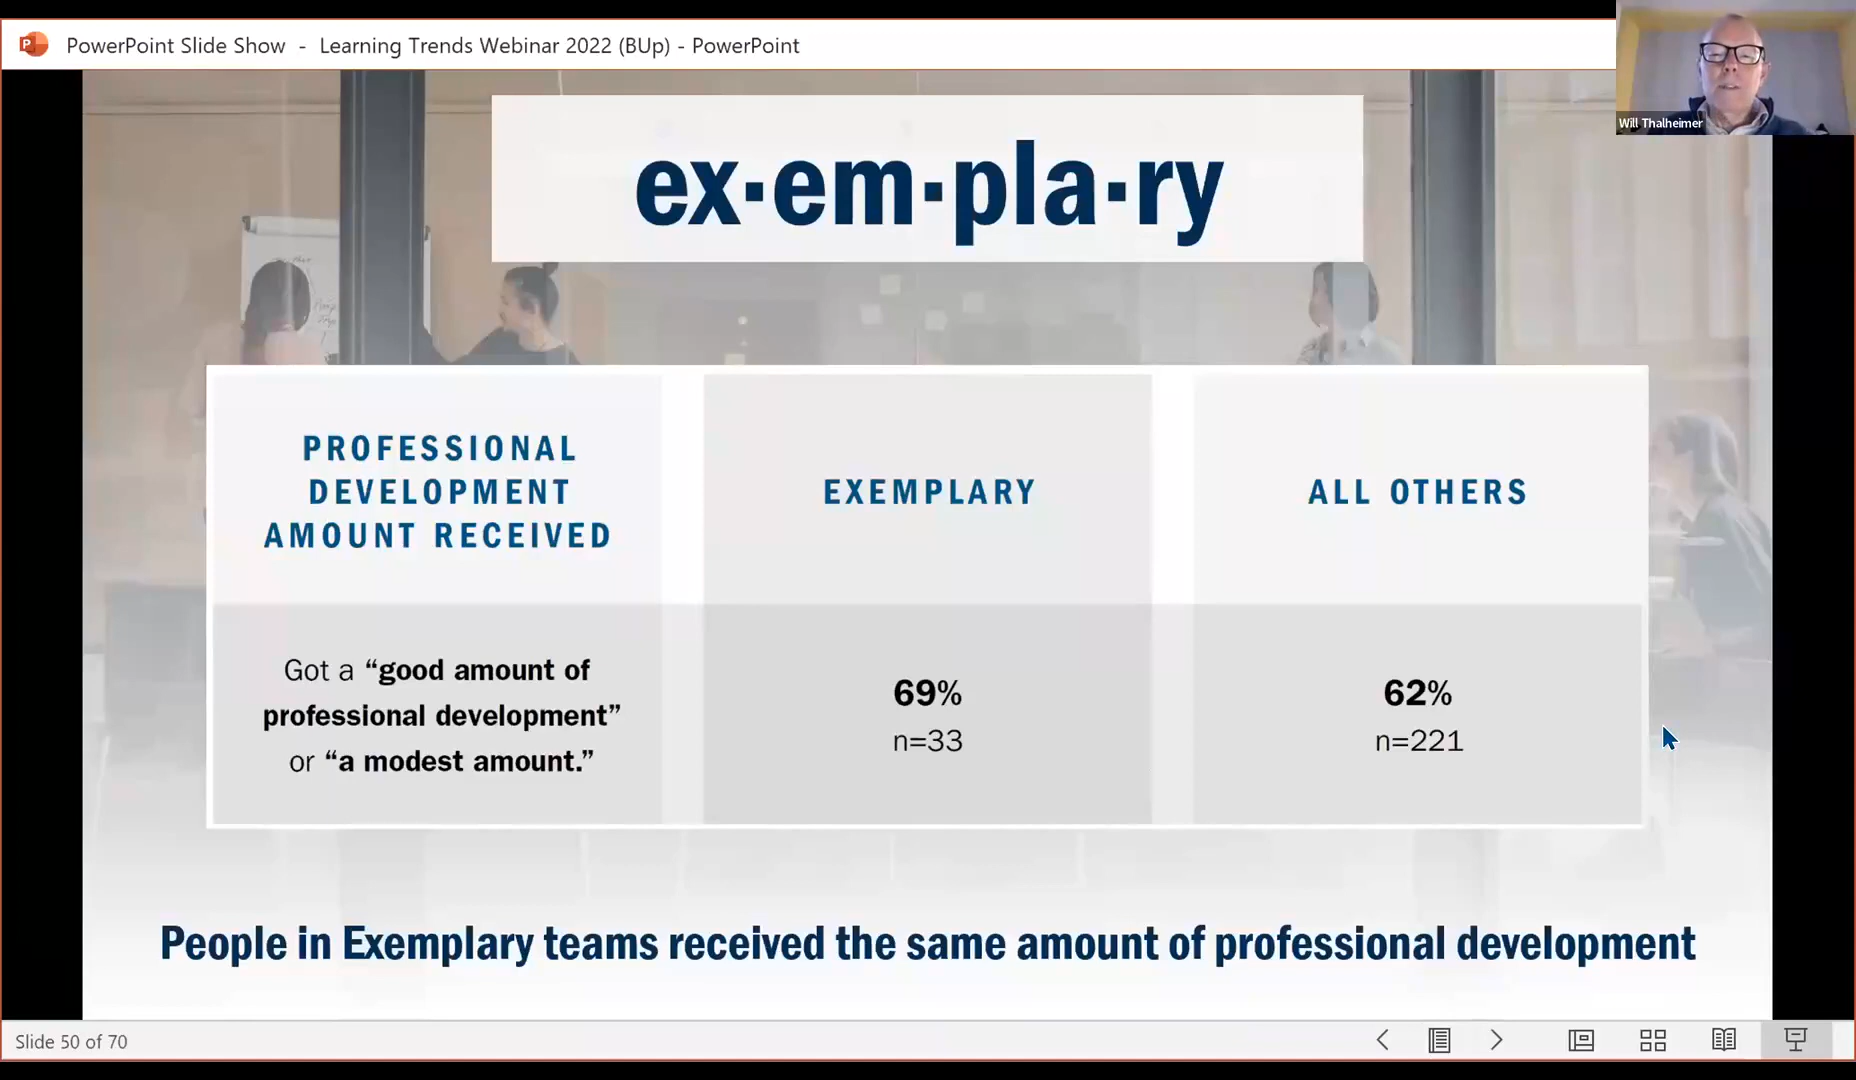 PowerPoint Slide Show - Learning Trends Webinar 2022 (BUp) - PowerPoint
Will Thalheimer
ex·em·pla·ry
PROFESSIONAL
DEVELOPMENT
AMOUNT RECEIVED
EXEMPLARY
ALL OTHERS
Got a “good amount of
professional development”
or “a modest amount.”
69%
n=33
62%
n=221
People in Exemplary teams received the same amount of professional development
Slide 50 of 70